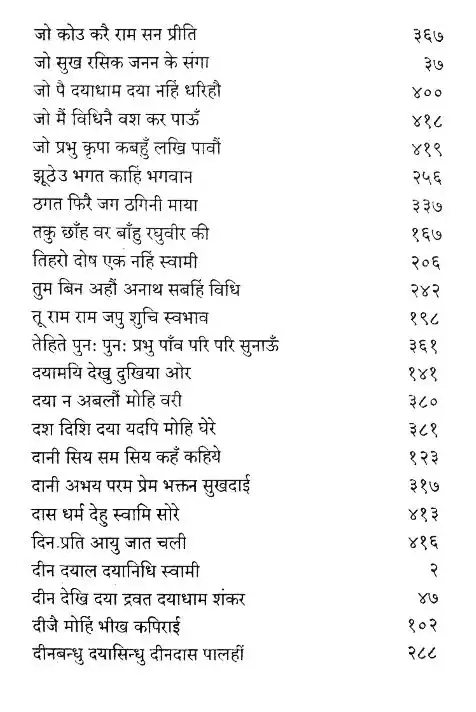 जो कोउ करै राम सन प्रीति ३६७
जो सुख रसिक जनन के संगा ३७
जो पै दयाधाम दया नहिं धरिहौ ४००
जो मैं विधिनै वश कर पाऊँ ४१८
जो प्रभु कृपा कबहुँ लखि पावौं ४१९
झूठेउ भगत काहिं भगवान २५६
ठगत फिरै जग ठगिनी माया ३३७
तकु छाँह वर बाँहु रघुवीर की १६७
तिहरो दोष एक नहिं स्वामी २०६
तुम बिन अहौं अनाथ सबहिं विधि २४२
तू राम राम जपु शुचि स्वभाव १९८
तेहिते पुनः पुनः प्रभु पाँव परि परि सुनाऊँ ३६१
दयामयि देखु दुखिया ओर १४१
दया न अबलौं मोहि वरी ३८०
दश दिशि दया यदपि मोहि घेरे ३८१
दानी सिय सम सिय कहँ कहिये १२३
दानी अभय परम प्रेम भक्तन सुखदाई ३१७
दास धर्म देहु स्वामि सोरे ४१३
दिन प्रति आयु जात चली ४१६
दीन दयाल दयानिधि स्वामी २
दीन देखि दया द्रवत दयाधाम शंकर ४७
दीजै मोहिं भीख कपिराई १०२
दीनबन्धु दयासिन्धु दीनदास पालहीं २८८